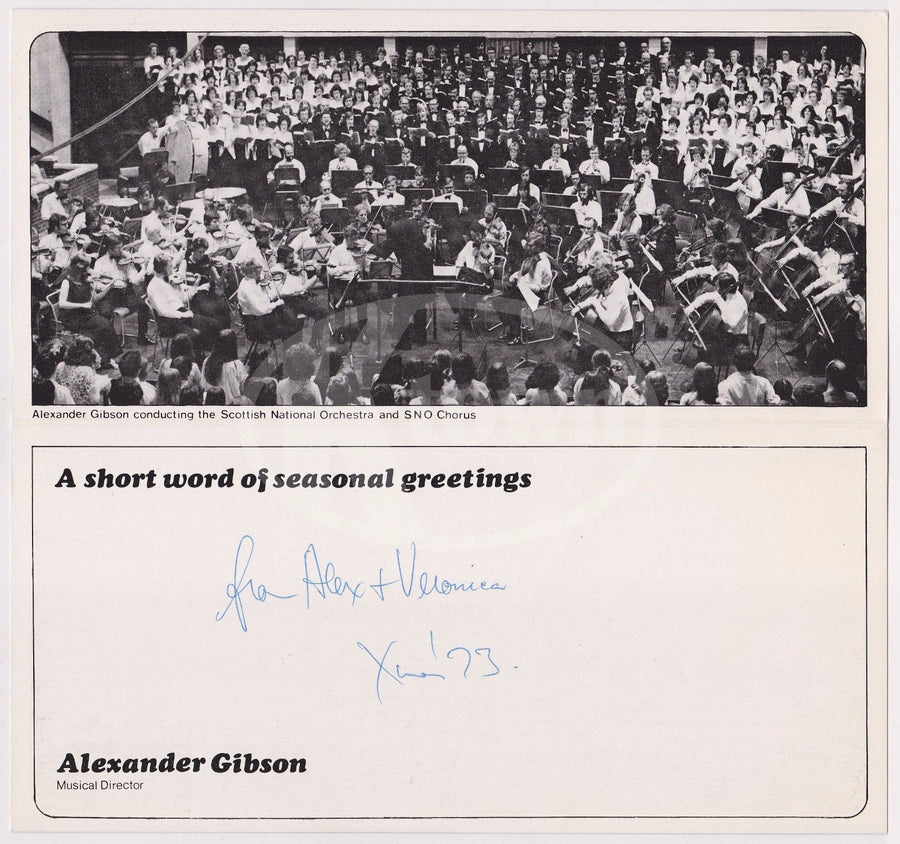 Alexander Gibson conducting the Scottish National Orchestra and SNO Chorus
A short word of seasonal greetings
from Alex + Veronica
Xmas '73.
Alexander Gibson
Musical Director